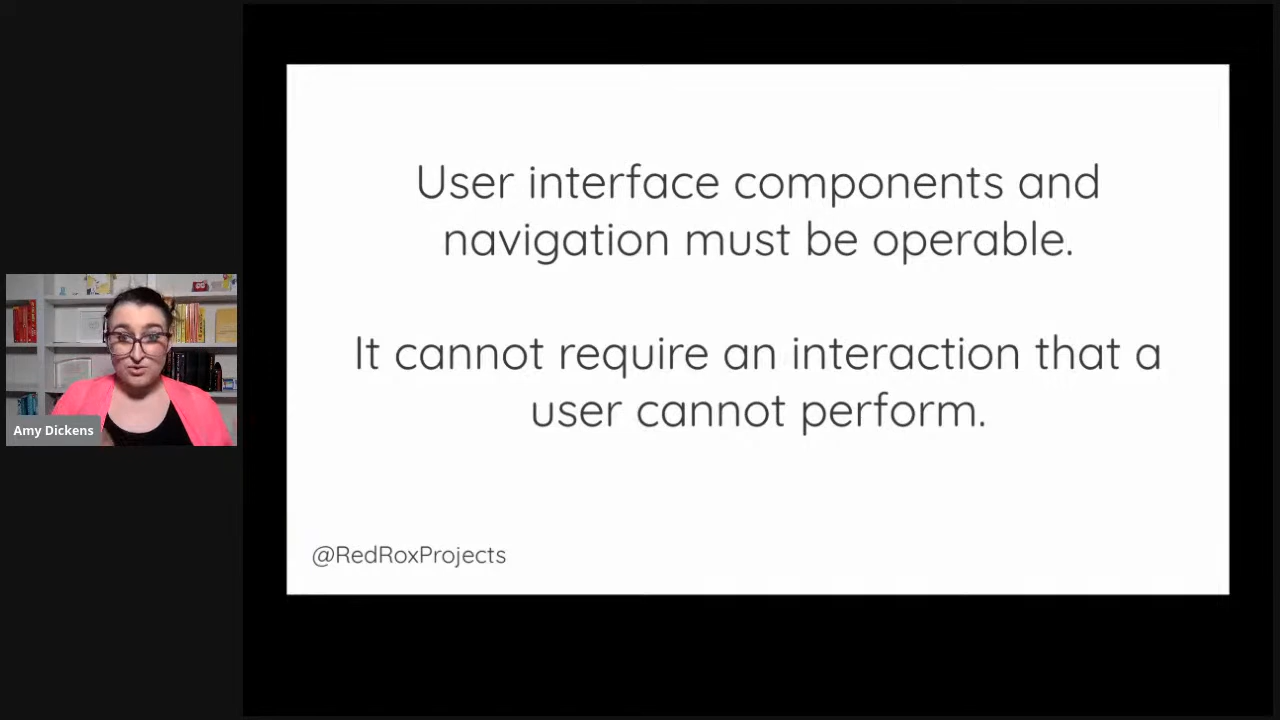 User interface components and
navigation must be operable.
It cannot require an interaction that a
user cannot perform.
@RedRoxProjects
Amy Dickens